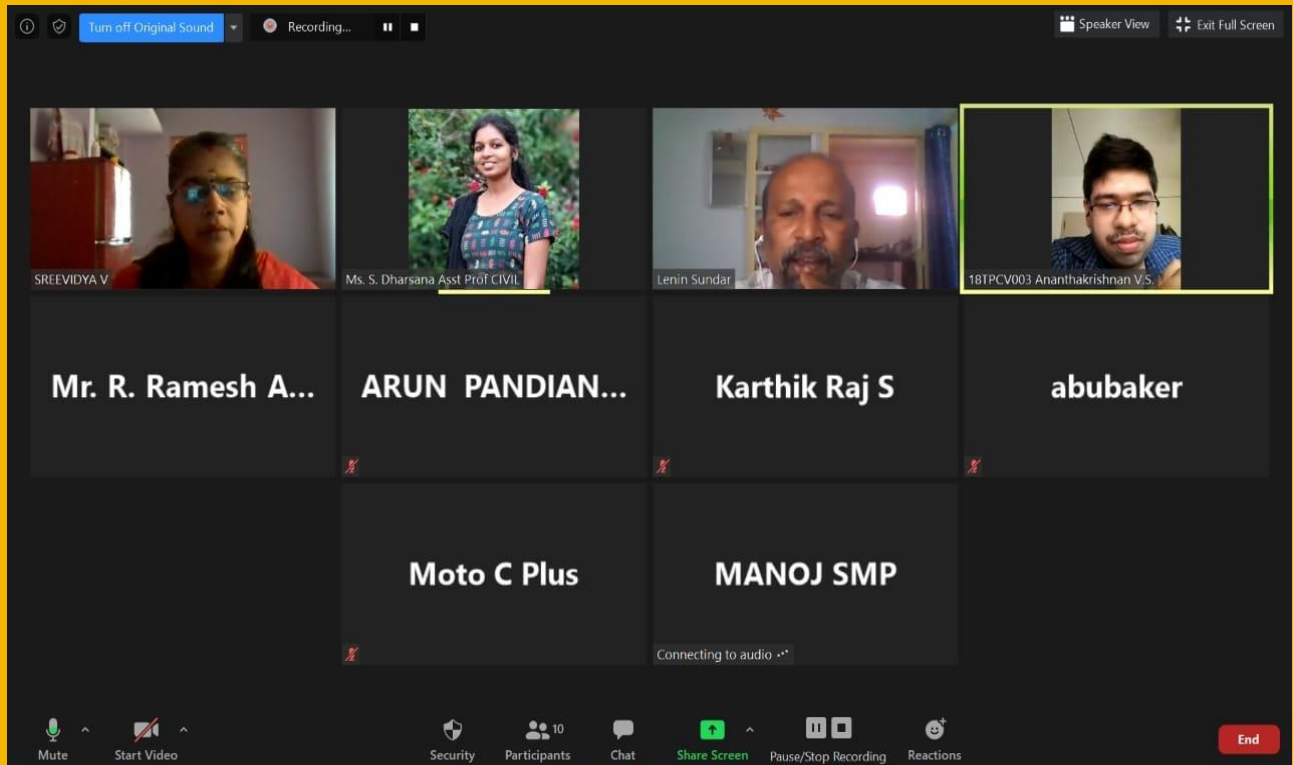 Turn off Original Sound
Recording...
Speaker View
Exit Full Screen
SREEVIDYA V
Ms. S. Dharsana Asst Prof CIVIL
Lenin Sundar
18TPCV003 Ananthakrishnan V.S.
Mr. R. Ramesh A...
ARUN PANDIAN...
Karthik Raj S
abubaker
Moto C Plus
MANOJ SMP
Connecting to audio
Mute
Start Video
Security
Participants
10
Chat
Share Screen
Pause/Stop Recording
Reactions
End